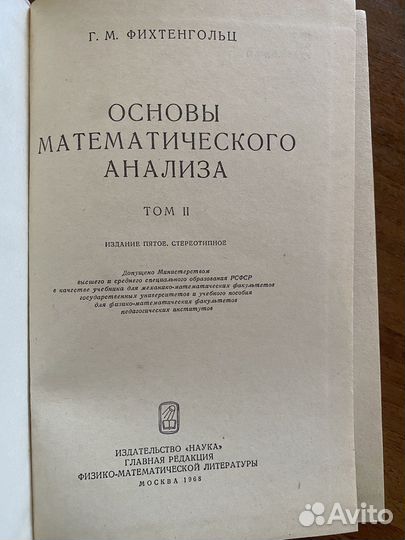 Г. М. ФИХТЕНГОЛЬЦ
ОСНОВЫ
МАТЕМАТИЧЕСКОГО
АНАЛИЗА
ТОМ II
ИЗДАНИЕ ПЯТОЕ, СТЕРЕОТИПНОЕ
Допущено Министерством
высшего и среднего специального образования РСФСР
в качестве учебника для механико-математических факультетов
государственных университетов и учебного пособия
для физико-математических факультетов
педагогических институтов
ИЗДАТЕЛЬСТВО «НАУКА»
ГЛАВНАЯ РЕДАКЦИЯ
ФИЗИКО-МАТЕМАТИЧЕСКОЙ ЛИТЕРАТУРЫ
МОСКВА 1968
Avito